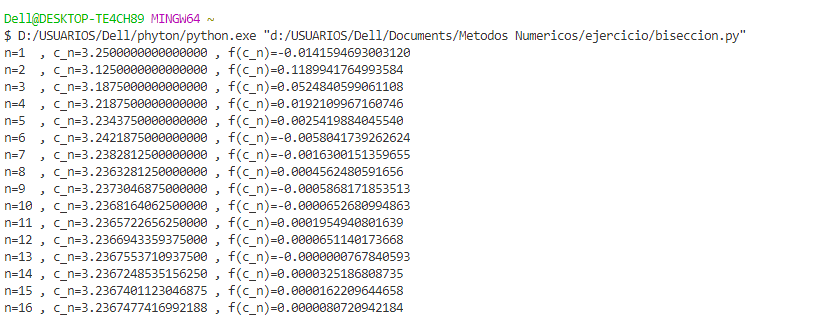 Dell@DESKTOP-TE4CH89 MINGW64 ~
$ D:/USUARIOS/Dell/phyton/python.exe "d:/USUARIOS/Dell/Documents/Metodos Numericos/ejercicio/biseccion.py"
n=1  , c_n=3.2500000000000000 , f(c_n)=-0.0141594693003120
n=2  , c_n=3.1250000000000000 , f(c_n)=0.1189941764993584
n=3  , c_n=3.1875000000000000 , f(c_n)=0.0524840599061108
n=4  , c_n=3.2187500000000000 , f(c_n)=0.0192109967160746
n=5  , c_n=3.2343750000000000 , f(c_n)=0.0025419884045540
n=6  , c_n=3.2421875000000000 , f(c_n)=-0.0058041739262624
n=7  , c_n=3.2382812500000000 , f(c_n)=-0.0016300151359655
n=8  , c_n=3.2363281250000000 , f(c_n)=0.0004562480591656
n=9  , c_n=3.2373046875000000 , f(c_n)=-0.0005868171853513
n=10 , c_n=3.2368164062500000 , f(c_n)=-0.0000652680994863
n=11 , c_n=3.2365722656250000 , f(c_n)=0.0001954940801639
n=12 , c_n=3.2366943359375000 , f(c_n)=0.0000651140173668
n=13 , c_n=3.2367553710937500 , f(c_n)=-0.0000000767840593
n=14 , c_n=3.2367248535156250 , f(c_n)=0.0000325186808735
n=15 , c_n=3.2367401123046875 , f(c_n)=0.0000162209644658
n=16 , c_n=3.2367477416992188 , f(c_n)=0.0000080720942184